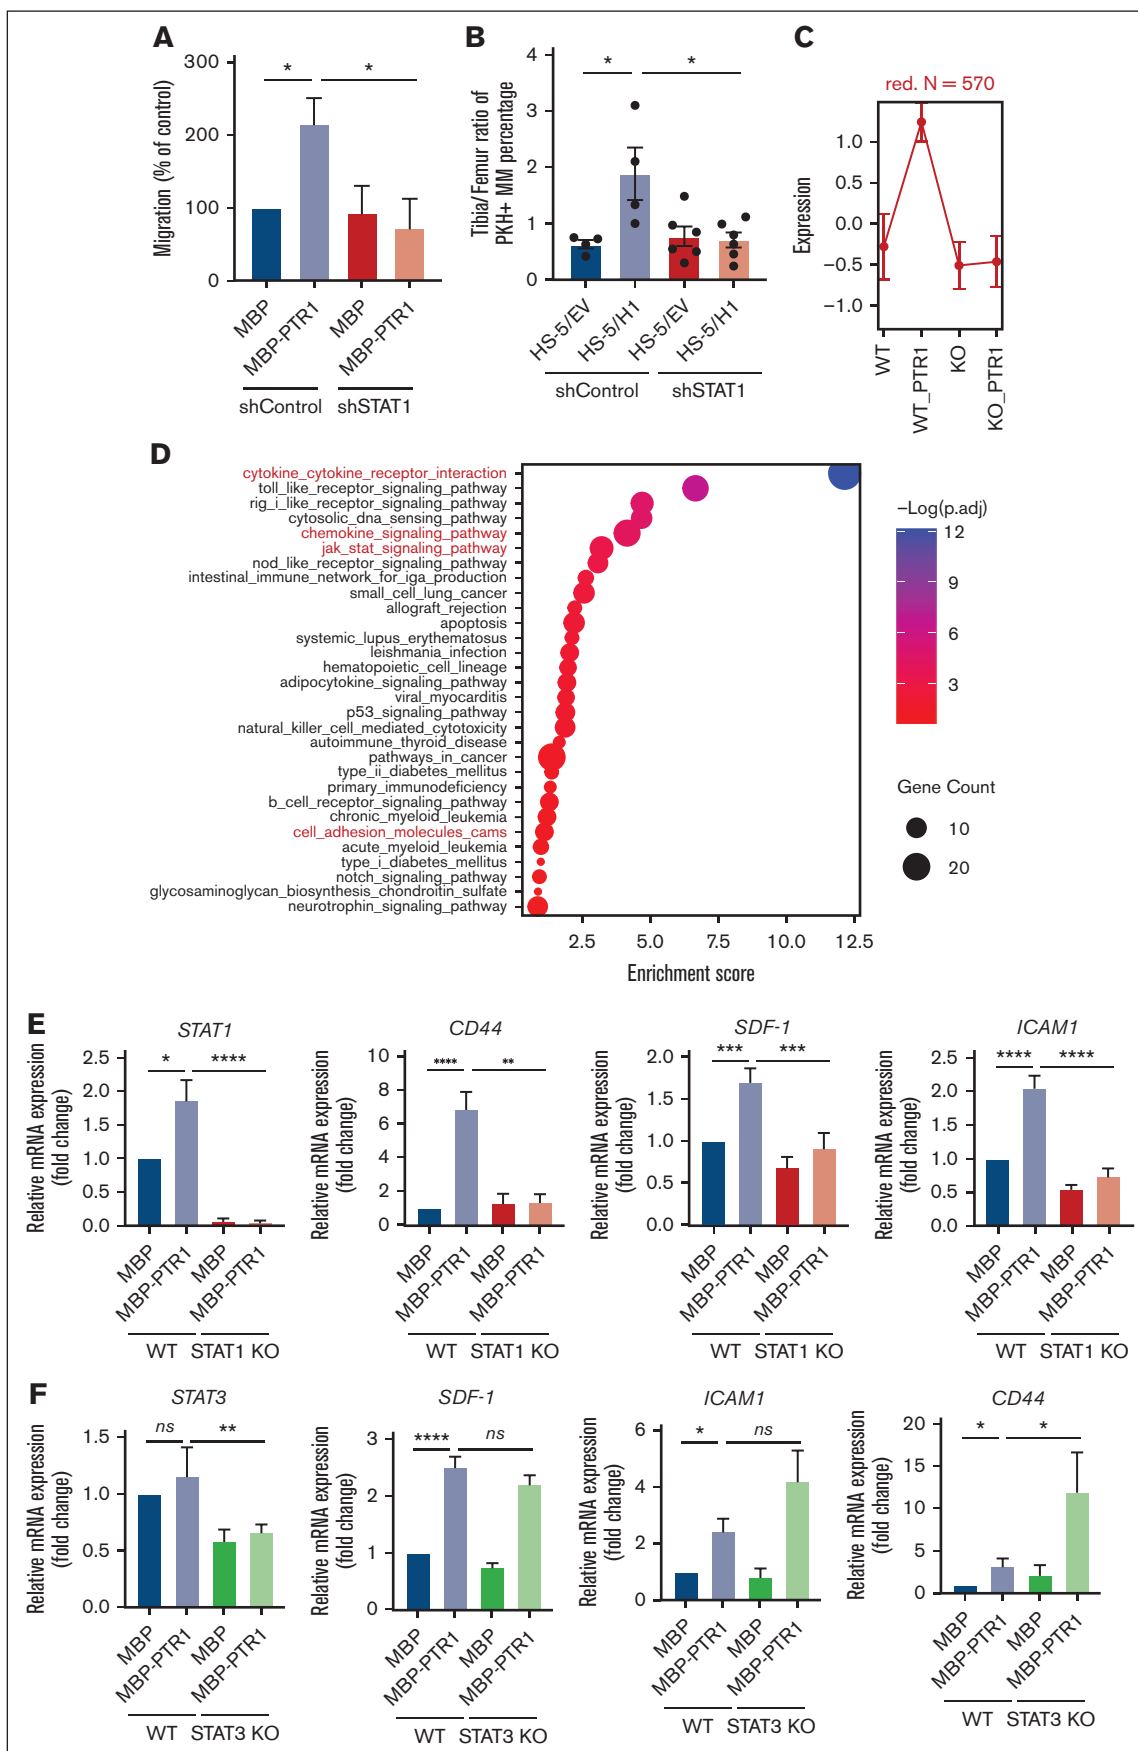 A
300
200
100
0
Migration (% of control)
* *
MBP
MBP-PTR1
MBP
MBP-PTR1
shControl shSTAT1
B
4
3
2
1
0
Tibia/Femur ratio of
PKH+ MM percentage
* *
HS-5/EV
HS-5/H1
HS-5/EV
HS-5/H1
shControl shSTAT1
C
red. N = 570
1.0
0.5
0.0
−0.5
−1.0
Expression
WT
WT_PTR1
KO
KO_PTR1
D
cytokine_cytokine_receptor_interaction
toll_like_receptor_signaling_pathway
rig_i_like_receptor_signaling_pathway
cytosolic_dna_sensing_pathway
chemokine_signaling_pathway
jak_stat_signaling_pathway
nod_like_receptor_signaling_pathway
intestinal_immune_network_for_iga_production
small_cell_lung_cancer
allograft_rejection
apoptosis
systemic_lupus_erythematosus
leishmania_infection
hematopoietic_cell_lineage
adipocytokine_signaling_pathway
viral_myocarditis
p53_signaling_pathway
natural_killer_cell_mediated_cytotoxicity
autoimmune_thyroid_disease
pathways_in_cancer
type_ii_diabetes_mellitus
primary_immunodeficiency
b_cell_receptor_signaling_pathway
chronic_myeloid_leukemia
cell_adhesion_molecules_cams
acute_myeloid_leukemia
type_i_diabetes_mellitus
notch_signaling_pathway
glycosaminoglycan_biosynthesis_chondroitin_sulfate
neurotrophin_signaling_pathway
2.5 5.0 7.5 10.0 12.5
Enrichment score
−Log(p.adj)
12
9
6
3
Gene Count
10
20
E
STAT1
2.5
2.0
1.5
1.0
0.5
0.0
Relative mRNA expression
(fold change)
* ****
MBP
MBP-PTR1
MBP
MBP-PTR1
WT STAT1 KO
CD44
10
8
6
4
2
0
Relative mRNA expression
(fold change)
**** **
MBP
MBP-PTR1
MBP
MBP-PTR1
WT STAT1 KO
SDF-1
2.0
1.5
1.0
0.5
0.0
Relative mRNA expression
(fold change)
*** ***
MBP
MBP-PTR1
MBP
MBP-PTR1
WT STAT1 KO
ICAM1
2.5
2.0
1.5
1.0
0.5
0.0
Relative mRNA expression
(fold change)
**** ****
MBP
MBP-PTR1
MBP
MBP-PTR1
WT STAT1 KO
F
STAT3
1.5
1.0
0.5
0.0
Relative mRNA expression
(fold change)
ns **
MBP
MBP-PTR1
MBP
MBP-PTR1
WT STAT3 KO
SDF-1
3
2
1
0
Relative mRNA expression
(fold change)
**** ns
MBP
MBP-PTR1
MBP
MBP-PTR1
WT STAT3 KO
ICAM1
6
4
2
0
Relative mRNA expression
(fold change)
* ns
MBP
MBP-PTR1
MBP
MBP-PTR1
WT STAT3 KO
CD44
20
15
10
5
0
Relative mRNA expression
(fold change)
* *
MBP
MBP-PTR1
MBP
MBP-PTR1
WT STAT3 KO